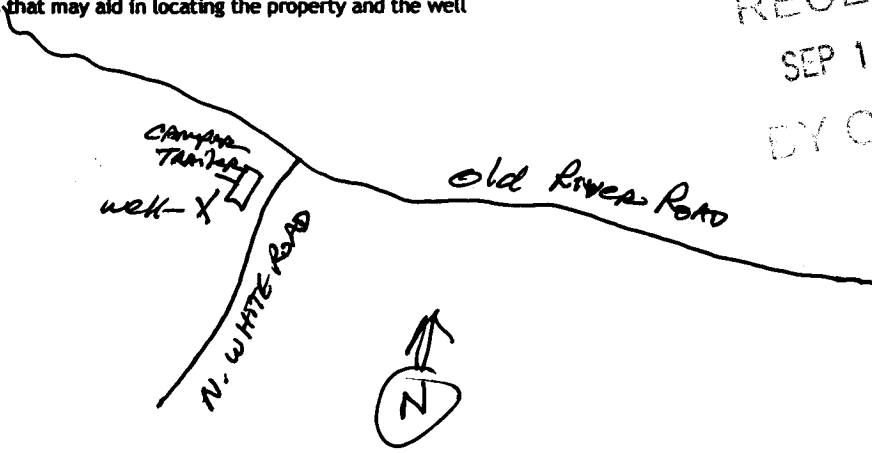 that may aid in locating the property and the well
SEP 1
Camper
Trailer
well- X
Old River Road
N. WHITE ROAD
N